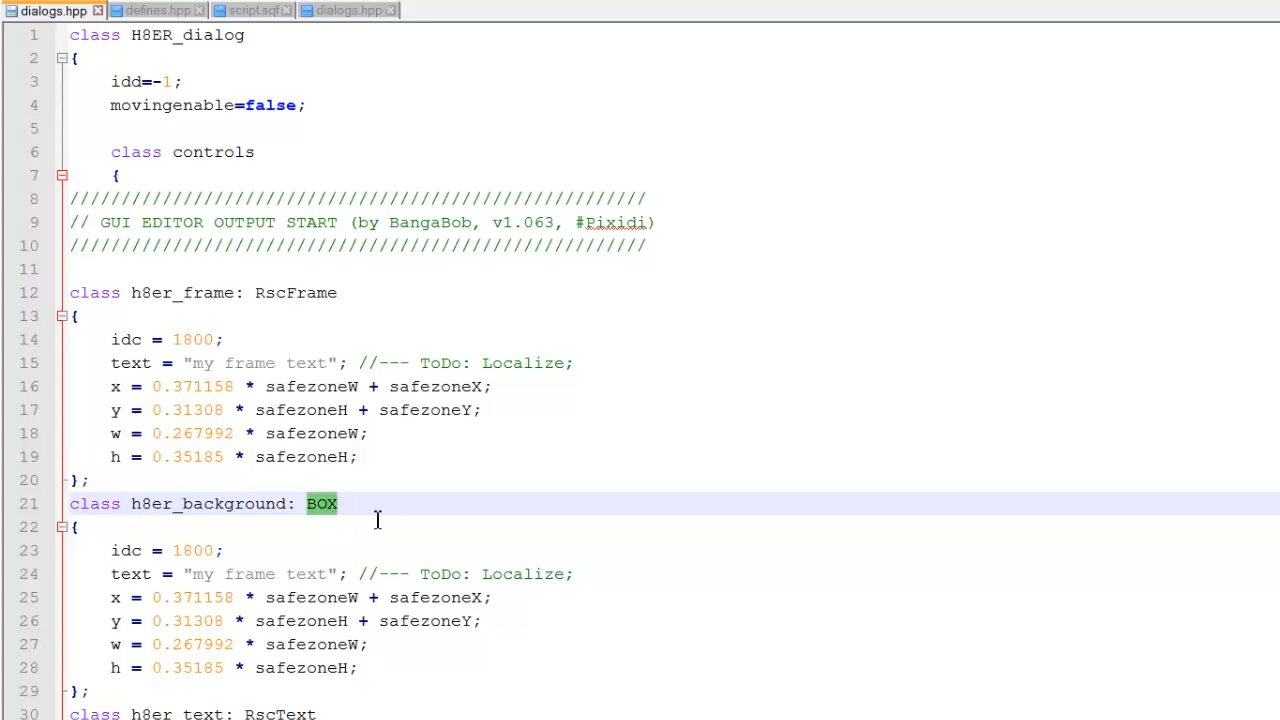 dialogs.hpp defines.hpp script.sqf dialogs.hpp
1 class H8ER_dialog
2 {
3 idd=-1;
4 movingenable=false;
5
6 class controls
7 {
8 ////////////////////////////////////////////////////////
9 // GUI EDITOR OUTPUT START (by BangaBob, v1.063, #Pixidi)
10 ////////////////////////////////////////////////////////
11
12 class h8er_frame: RscFrame
13 {
14 idc = 1800;
15 text = "my frame text"; //--- ToDo: Localize;
16 x = 0.371158 * safezoneW + safezoneX;
17 y = 0.31308 * safezoneH + safezoneY;
18 w = 0.267992 * safezoneW;
19 h = 0.35185 * safezoneH;
20 };
21 class h8er_background: BOX
22 {
23 idc = 1800;
24 text = "my frame text"; //--- ToDo: Localize;
25 x = 0.371158 * safezoneW + safezoneX;
26 y = 0.31308 * safezoneH + safezoneY;
27 w = 0.267992 * safezoneW;
28 h = 0.35185 * safezoneH;
29 };
30 class h8er_text: RscText